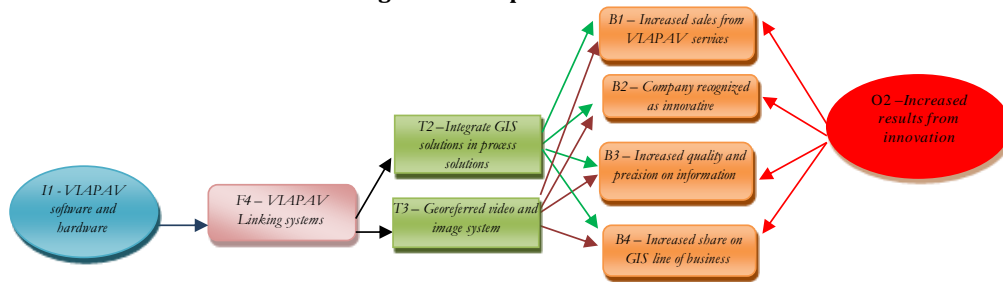 B1 – Increased sales from
VIAPAV services
B2 – Company recognized
as innovative
O2 –Increased
results from
innovation
T2 –Integrate GIS
solutions in process
solutions
B3 – Increased quality and
precision on information
I1 - VIAPAV
software and
hardware
F4 – VIAPAV
Linking systems
T3 – Georeferred video and
image system
B4 – Increased share on
GIS line of business